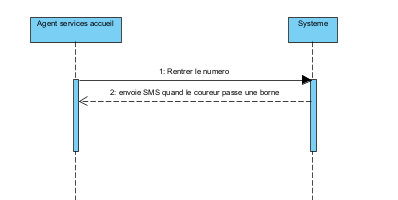 Agent services accueil
Systeme
1: Rentrer le numero
2: envoie SMS quand le coureur passe une borne